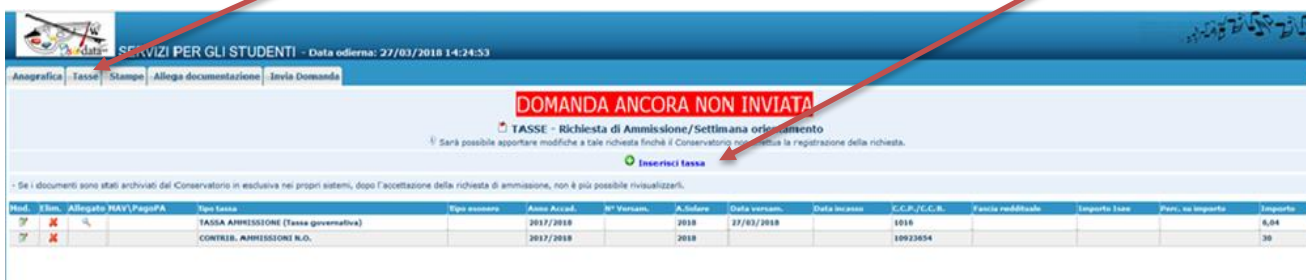 SERVIZI PER GLI STUDENTI - Data odierna: 27/03/2018 14:24:53
Anagrafica Tasse Stampe Allega documentazione Invia Domanda
DOMANDA ANCORA NON INVIATA
TASSE - Richiesta di Ammissione/Settimana orientamento
Sarà possibile apportare modifiche a tale richiesta finchè il Conservatorio non effettua la registrazione della richiesta.
Inserisci tassa
- Se i documenti sono stati archiviati dal Conservatorio in esclusiva nei propri sistemi, dopo l'accettazione della richiesta di ammissione, non è più possibile rivisualizzarli.
Mod. Elim. Allegato MAV\PagoPA Tipo tassa Tipo esonero Anno Accad. N° Versam. A.Solare Data versam. Data incasso C.C.P./C.C.B. Fascia reddituale Importo Isee Perc. su importo Importo
TASSA AMMISSIONE (Tassa governativa) 2017/2018 2018 27/03/2018 1016 6,04
CONTRIB. AMMISSIONI N.O. 2017/2018 2018 10923654 30